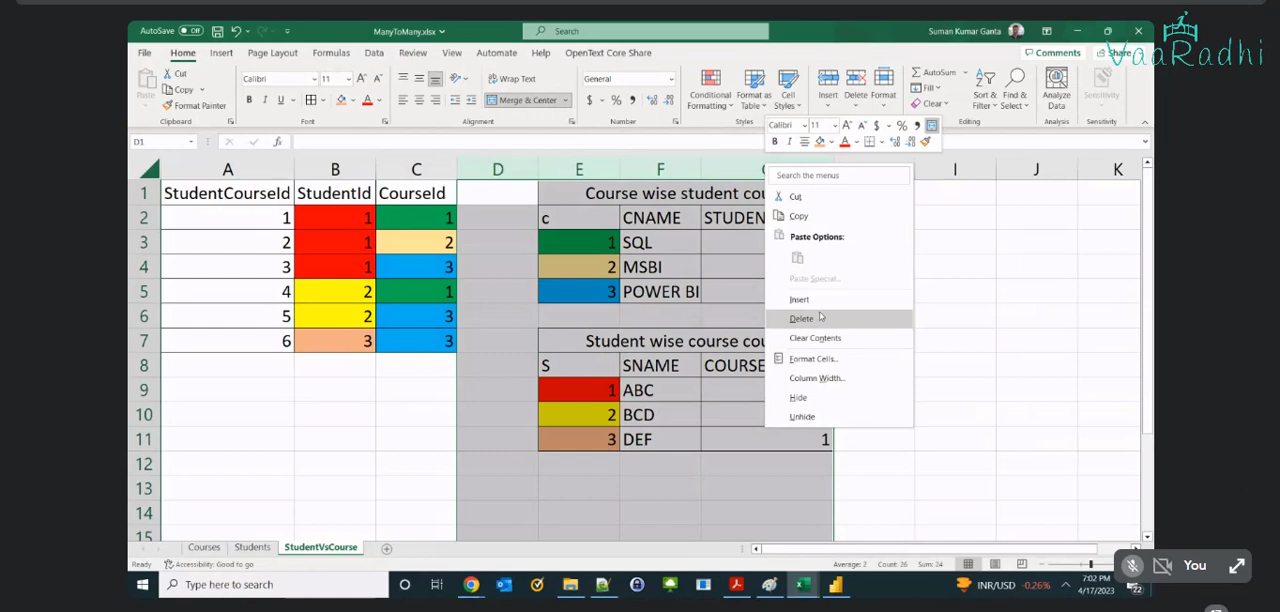 AutoSave Off ManyToMany.xlsx Search Suman Kumar Ganta
VaaRadhi
File Home Insert Page Layout Formulas Data Review View Automate Help OpenText Core Share Comments Share
Cut Calibri 11 Wrap Text General AutoSum
Paste Copy Merge & Center Conditional Format as Cell Insert Delete Format Fill Sort & Find & Analyze Sensitivity
Format Painter B I U $ % Formatting Table Styles Clear Filter Select Data
Clipboard Font Alignment Number Styles Editing Analysis Sensitivity
Calibri 11 $ %
B I A
D1 fx
A B C D E F G I J K
Search the menus
Cut
Copy
Paste Options:
Paste Special...
Insert
Delete
Clear Contents
Format Cells...
Column Width...
Hide
Unhide
1 StudentCourseId StudentId CourseId Course wise student cou
2 1 1 1 c CNAME STUDEN
3 2 1 2 1 SQL
4 3 1 3 2 MSBI
5 4 2 1 3 POWER BI
6 5 2 3
7 6 3 3 Student wise course co
8 S SNAME COURSE
9 1 ABC
10 2 BCD
11 3 DEF 1
12
13
14
15
Courses Students StudentVsCourse
Ready Accessibility: Good to go Average: 2 Count: 26 Sum: 34
You
Type here to search INR/USD -0.26% 7:02 PM
4/17/2023 22